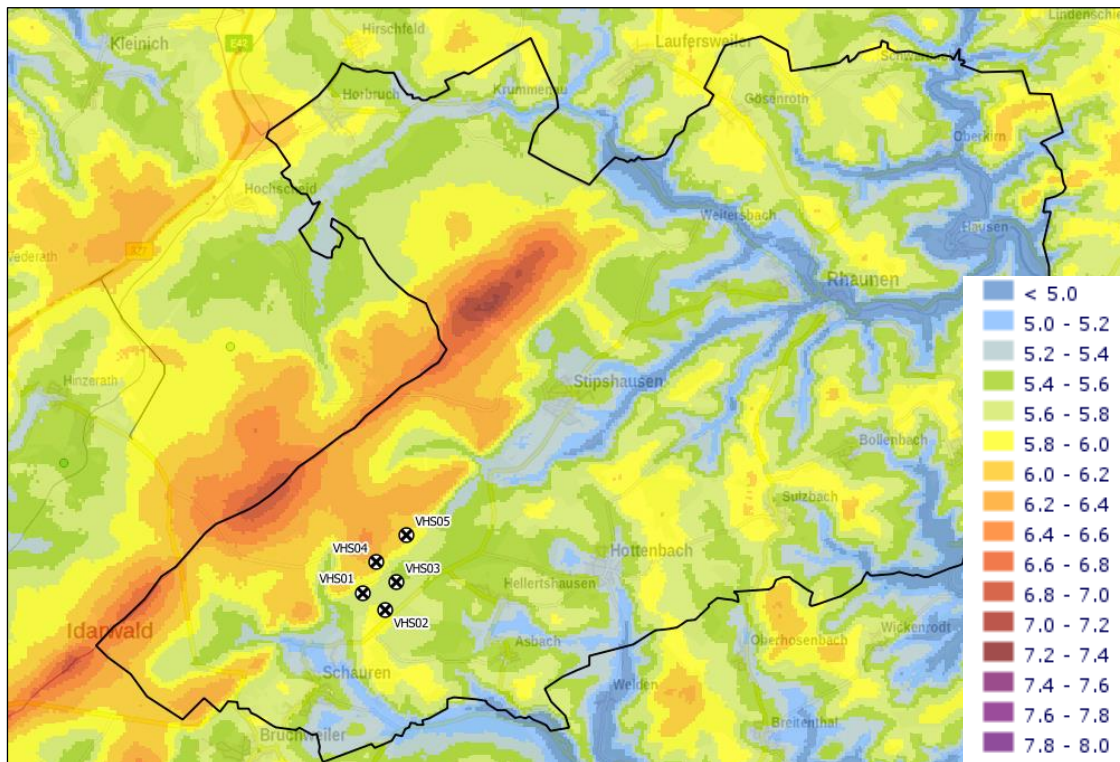 Kleinich
E42
Hirschfeld
Laufersweiler
Horbruch
Krummenau
Gösenroth
Oberkirn
Hochscheid
Weitersbach
Hausen
Rhaunen
Hinzerath
Stipshausen
Bollenbach
Sulzbach
VHS05
VHS04
VHS03
VHS01
VHS02
Hottenbach
Hellertshausen
Idarwald
Asbach
Oberhosenbach
Wickenrodt
Schauren
Welden
Bruchweiler
Breitenthal
< 5.0
5.0 - 5.2
5.2 - 5.4
5.4 - 5.6
5.6 - 5.8
5.8 - 6.0
6.0 - 6.2
6.2 - 6.4
6.4 - 6.6
6.6 - 6.8
6.8 - 7.0
7.0 - 7.2
7.2 - 7.4
7.4 - 7.6
7.6 - 7.8
7.8 - 8.0